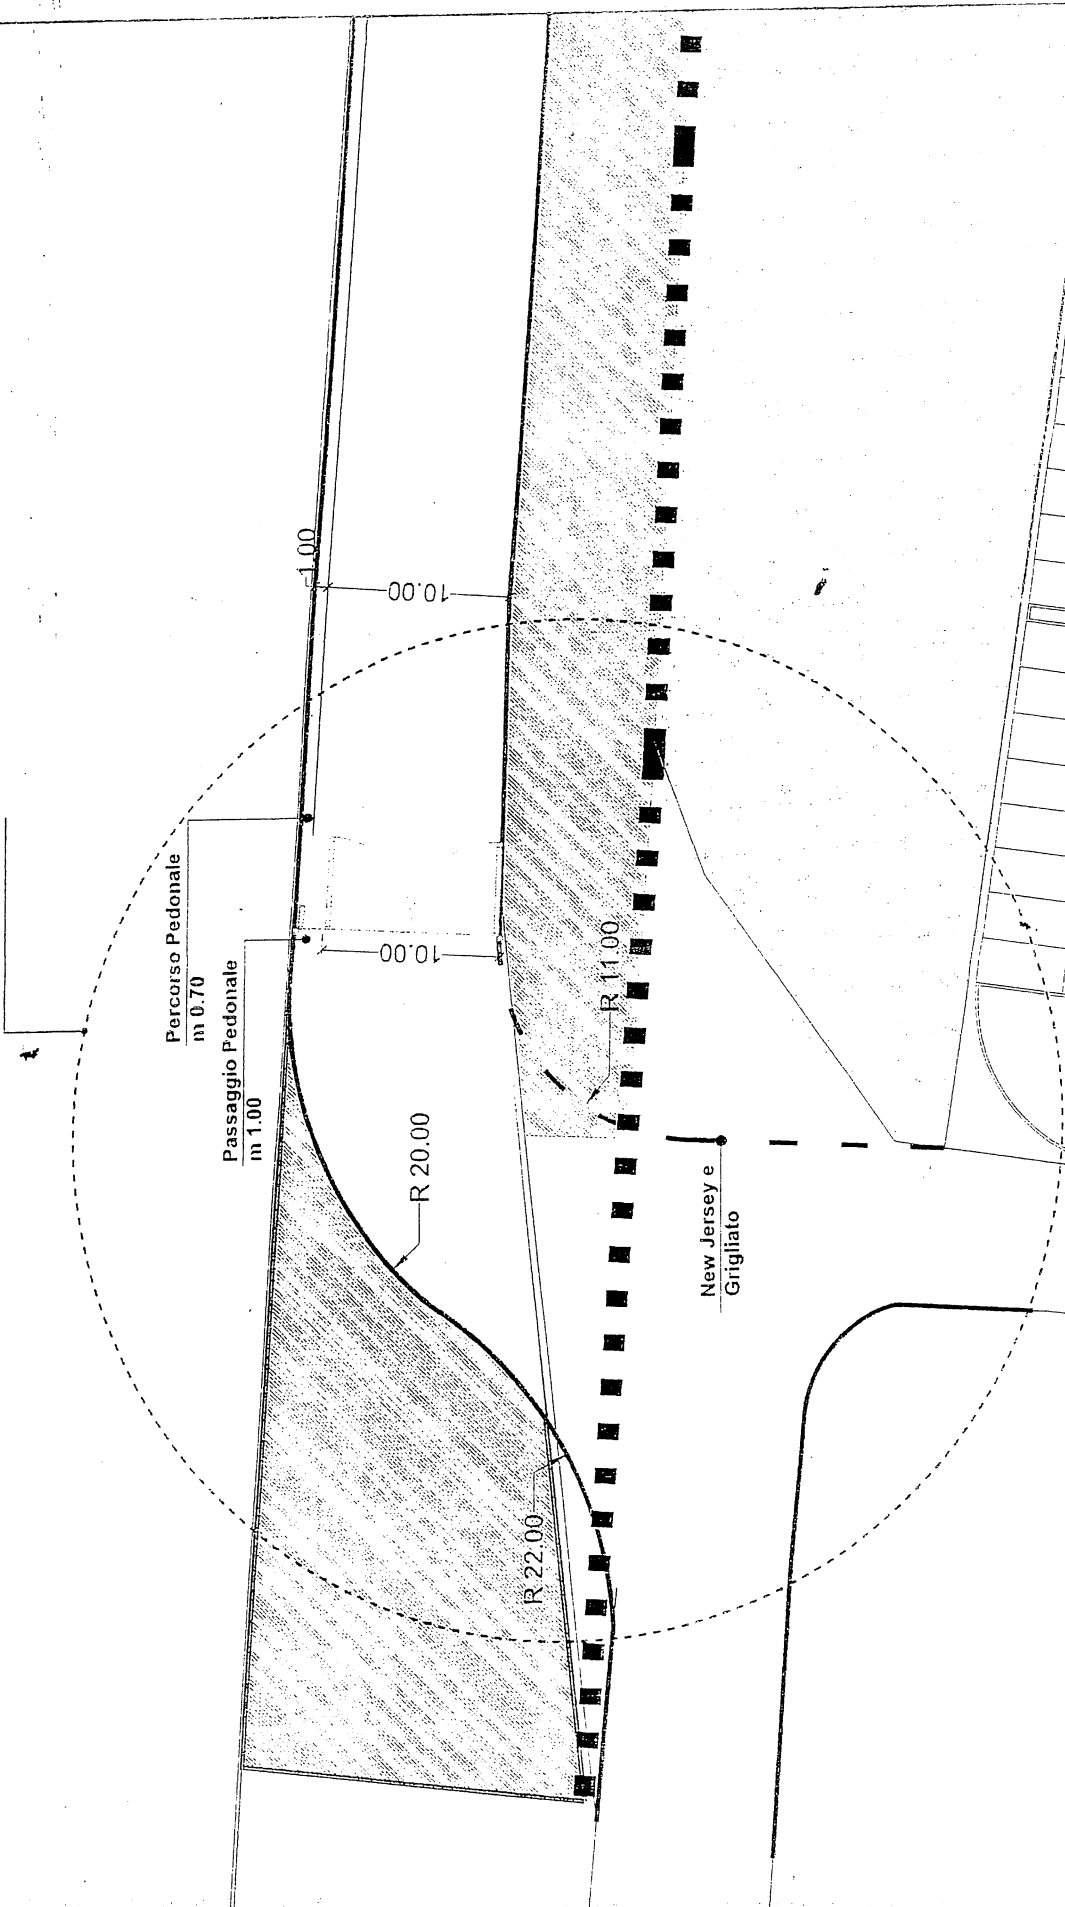 1.00
10.00
Percorso Pedonale
m 0.70
Passaggio Pedonale
m 1.00
10.00
R 11.00
R 20.00
New Jersey e
Grigliato
R 22.00